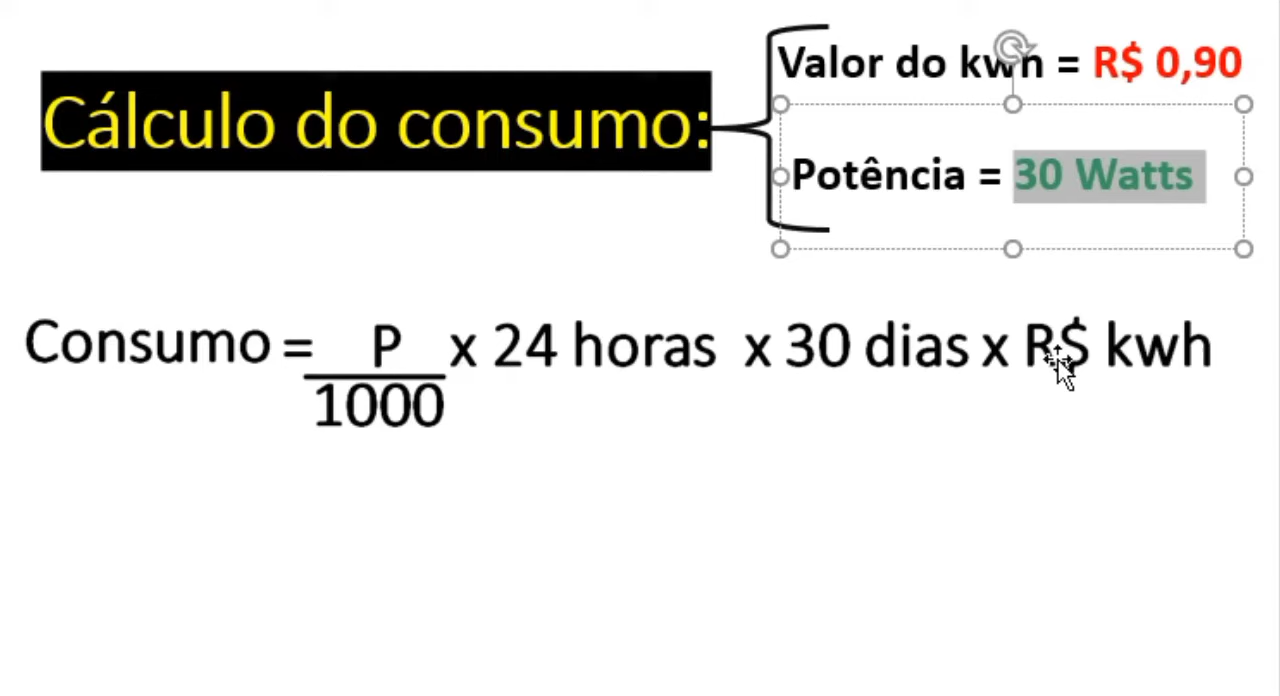 Valor do kwh = R$ 0,90
Cálculo do consumo:
Potência = 30 Watts
Consumo = P x 24 horas x 30 dias x R$ kwh
1000